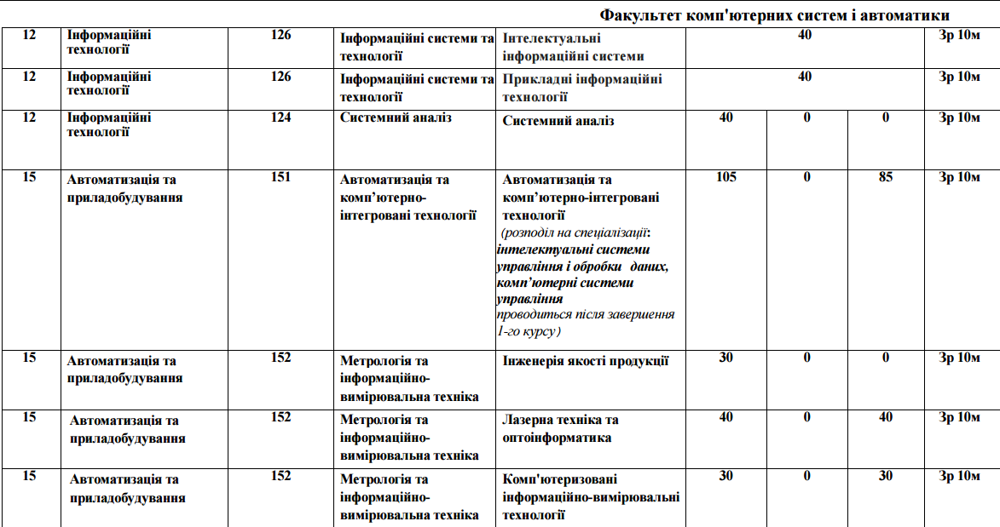 Факультет комп'ютерних систем і автоматики
12 Інформаційні 126 Інформаційні системи та Інтелектуальні 40 3р 10м
технології технології інформаційні системи
12 Інформаційні 126 Інформаційні системи та Прикладні інформаційні 40 3р 10м
технології технології технології
12 Інформаційні 124 Системний аналіз Системний аналіз 40 0 0 3р 10м
технології
15 Автоматизація та 151 Автоматизація та Автоматизація та 105 0 85 3р 10м
приладобудування комп’ютерно- комп’ютерно-інтегровані
інтегровані технології технології
(розподіл на спеціалізації:
інтелектуальні системи
управління і обробки даних,
комп’ютерні системи
управління
проводиться після завершення
1-го курсу)
15 Автоматизація та 152 Метрологія та Інженерія якості продукції 30 0 0 3р 10м
приладобудування інформаційно-
вимірювальна техніка
15 Автоматизація та 152 Метрологія та Лазерна техніка та 40 0 40 3р 10м
приладобудування інформаційно- оптоінформатика
вимірювальна техніка
15 Автоматизація та 152 Метрологія та Комп'ютеризовані 30 0 30 3р 10м
приладобудування інформаційно- інформаційно-вимірювальні
вимірювальна техніка технології